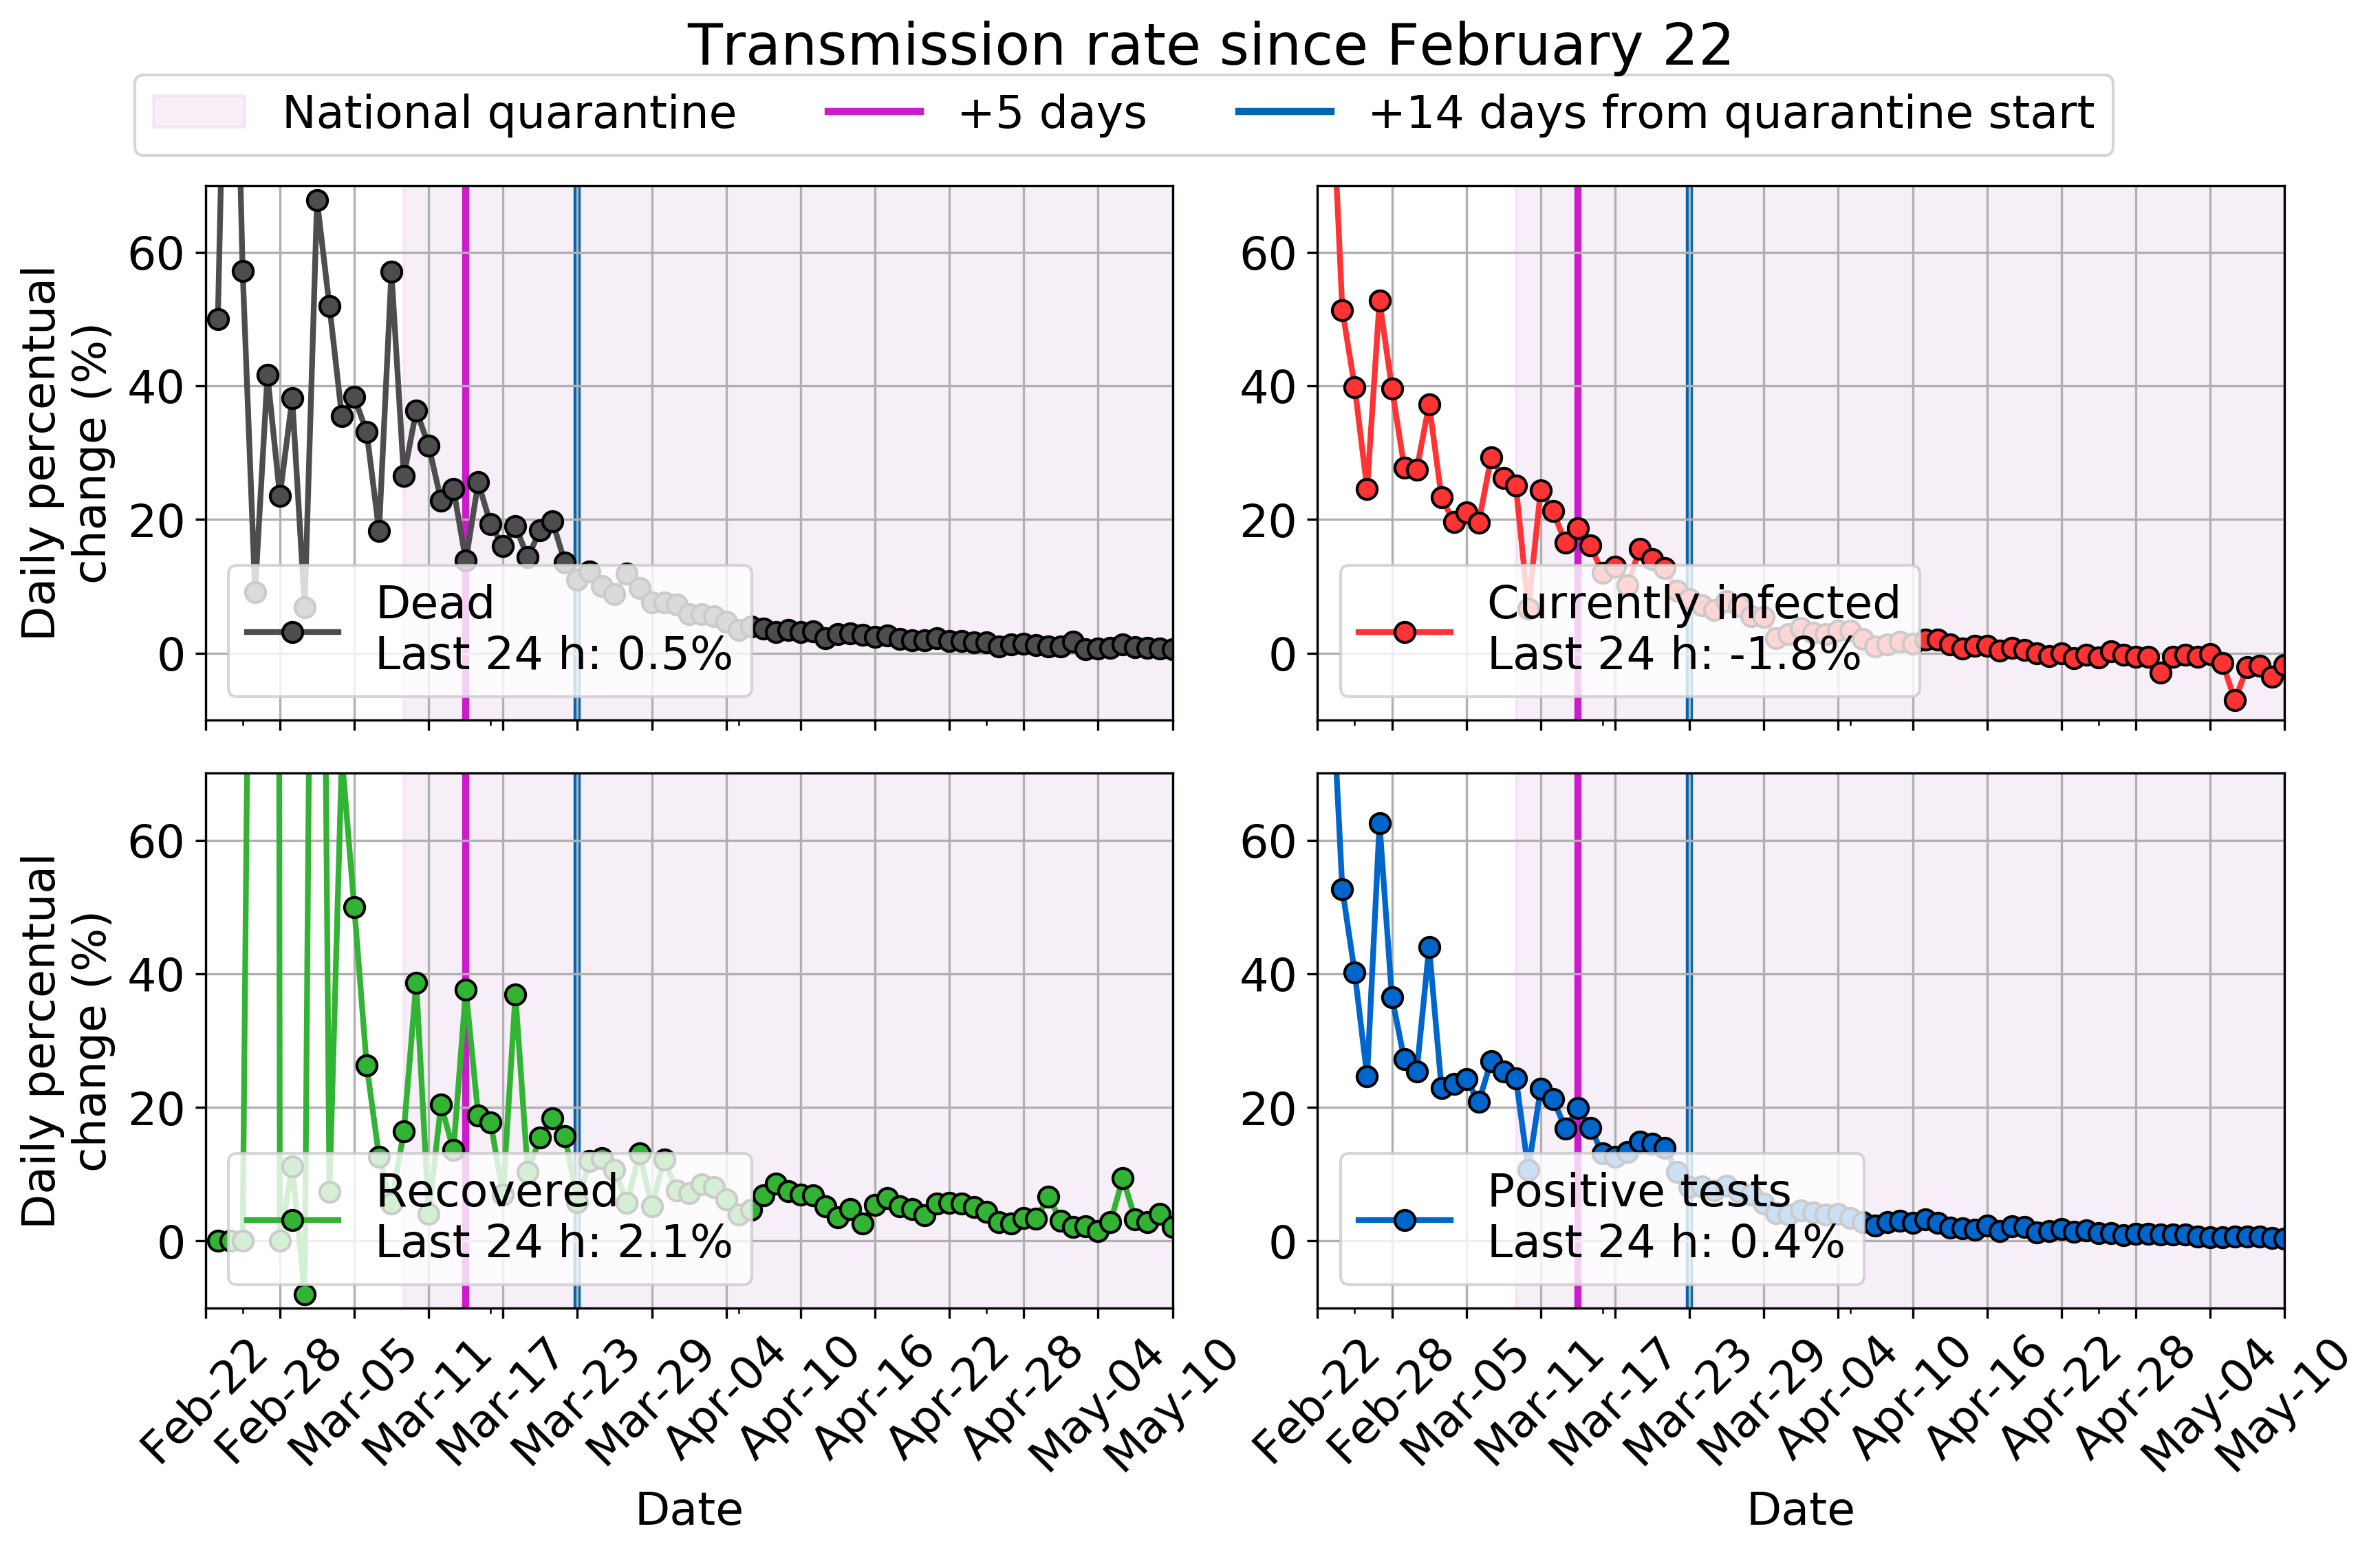 Transmission rate since February 22
National quarantine +5 days +14 days from quarantine start
Daily percentual
change (%)
60
40
20
0
Dead
Last 24 h: 0.5%
60
40
20
0
Currently infected
Last 24 h: -1.8%
Daily percentual
change (%)
60
40
20
0
Recovered
Last 24 h: 2.1%
Feb-22 Feb-28 Mar-05 Mar-11 Mar-17 Mar-23 Mar-29 Apr-04 Apr-10 Apr-16 Apr-22 Apr-28 May-04 May-10
Date
60
40
20
0
Positive tests
Last 24 h: 0.4%
Feb-22 Feb-28 Mar-05 Mar-11 Mar-17 Mar-23 Mar-29 Apr-04 Apr-10 Apr-16 Apr-22 Apr-28 May-04 May-10
Date